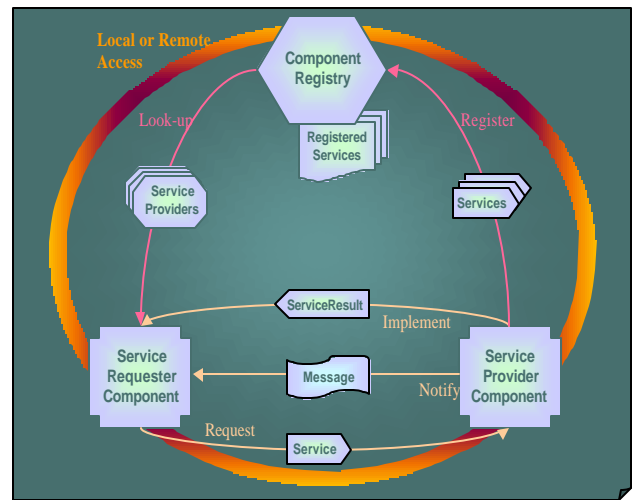 Local or Remote
Access
Component
Registry
Look-up
Register
Registered
Services
Service
Providers
Services
ServiceResult
Implement
Service
Requester
Component
Message
Notify
Service
Provider
Component
Request
Service